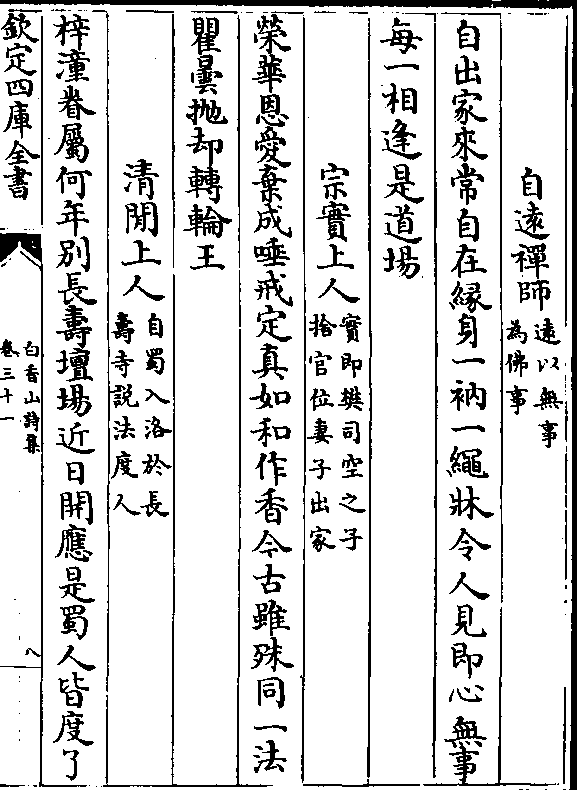 自遠禪師遠以無事為佛事
自出家來常自在緣身一衲一繩牀令人見即心無事
每一相逢是道場
宗實上人實即樊司空之子捨官位妻子出家
榮華恩愛棄成唾戒定真如和作香今古雖殊同一法
瞿曇抛却轉輪王
清閒上人自蜀入洛於長壽寺説法度人
梓潼眷屬何年别長壽壇場近日開應是蜀人皆度了
欽定四庫全書
白香山詩集
卷三十一
八